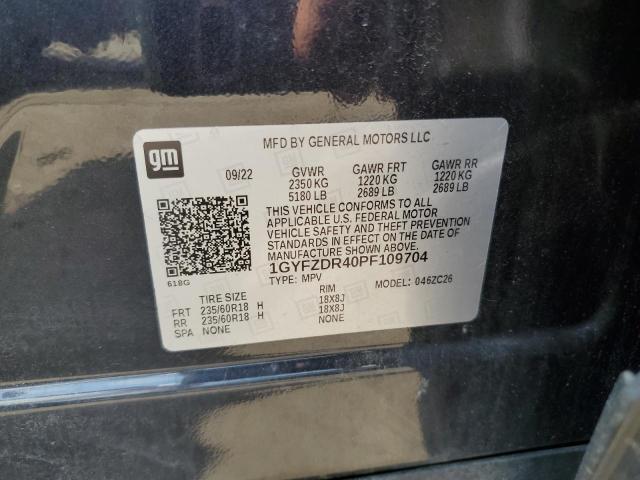 gm
MFD BY GENERAL MOTORS LLC
09/22 GVWR GAWR FRT GAWR RR
2350 KG 1220 KG 1220 KG
5180 LB 2689 LB 2689 LB
THIS VEHICLE CONFORMS TO ALL
APPLICABLE U.S. FEDERAL MOTOR
VEHICLE SAFETY AND THEFT PREVENTION
STANDARDS IN EFFECT ON THE DATE OF
MANUFACTURE SHOWN ABOVE.
1GYFZDR40PF109704
618G
TYPE: MPV MODEL: 046ZC26
TIRE SIZE RIM
FRT 235/60R18 H 18X8J
RR 235/60R18 H 18X8J
SPA NONE NONE